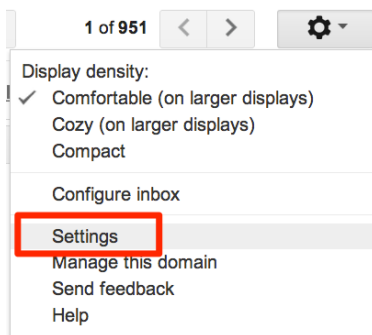 1 of 951
Display density:
Comfortable (on larger displays)
Cozy (on larger displays)
Compact
Configure inbox
Settings
Manage this domain
Send feedback
Help